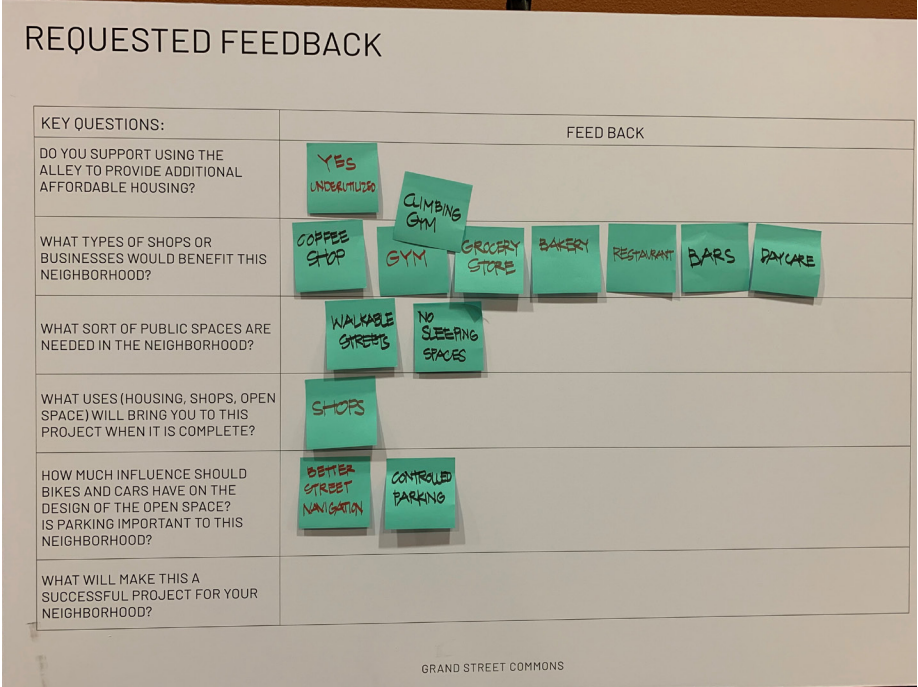 REQUESTED FEEDBACK
KEY QUESTIONS:
FEED BACK
DO YOU SUPPORT USING THE
ALLEY TO PROVIDE ADDITIONAL
AFFORDABLE HOUSING?
YES
UNDERUTILIZED
CLIMBING
GYM
WHAT TYPES OF SHOPS OR
BUSINESSES WOULD BENEFIT THIS
NEIGHBORHOOD?
COFFEE
SHOP
GYM
GROCERY
STORE
BAKERY
RESTAURANT
BARS
DAYCARE
WHAT SORT OF PUBLIC SPACES ARE
NEEDED IN THE NEIGHBORHOOD?
WALKABLE
STREETS
NO
SLEEPING
SPACES
WHAT USES (HOUSING, SHOPS, OPEN
SPACE) WILL BRING YOU TO THIS
PROJECT WHEN IT IS COMPLETE?
SHOPS
HOW MUCH INFLUENCE SHOULD
BIKES AND CARS HAVE ON THE
DESIGN OF THE OPEN SPACE?
IS PARKING IMPORTANT TO THIS
NEIGHBORHOOD?
BETTER
STREET
NAVIGATION
CONTROLLED
PARKING
WHAT WILL MAKE THIS A
SUCCESSFUL PROJECT FOR YOUR
NEIGHBORHOOD?
GRAND STREET COMMONS